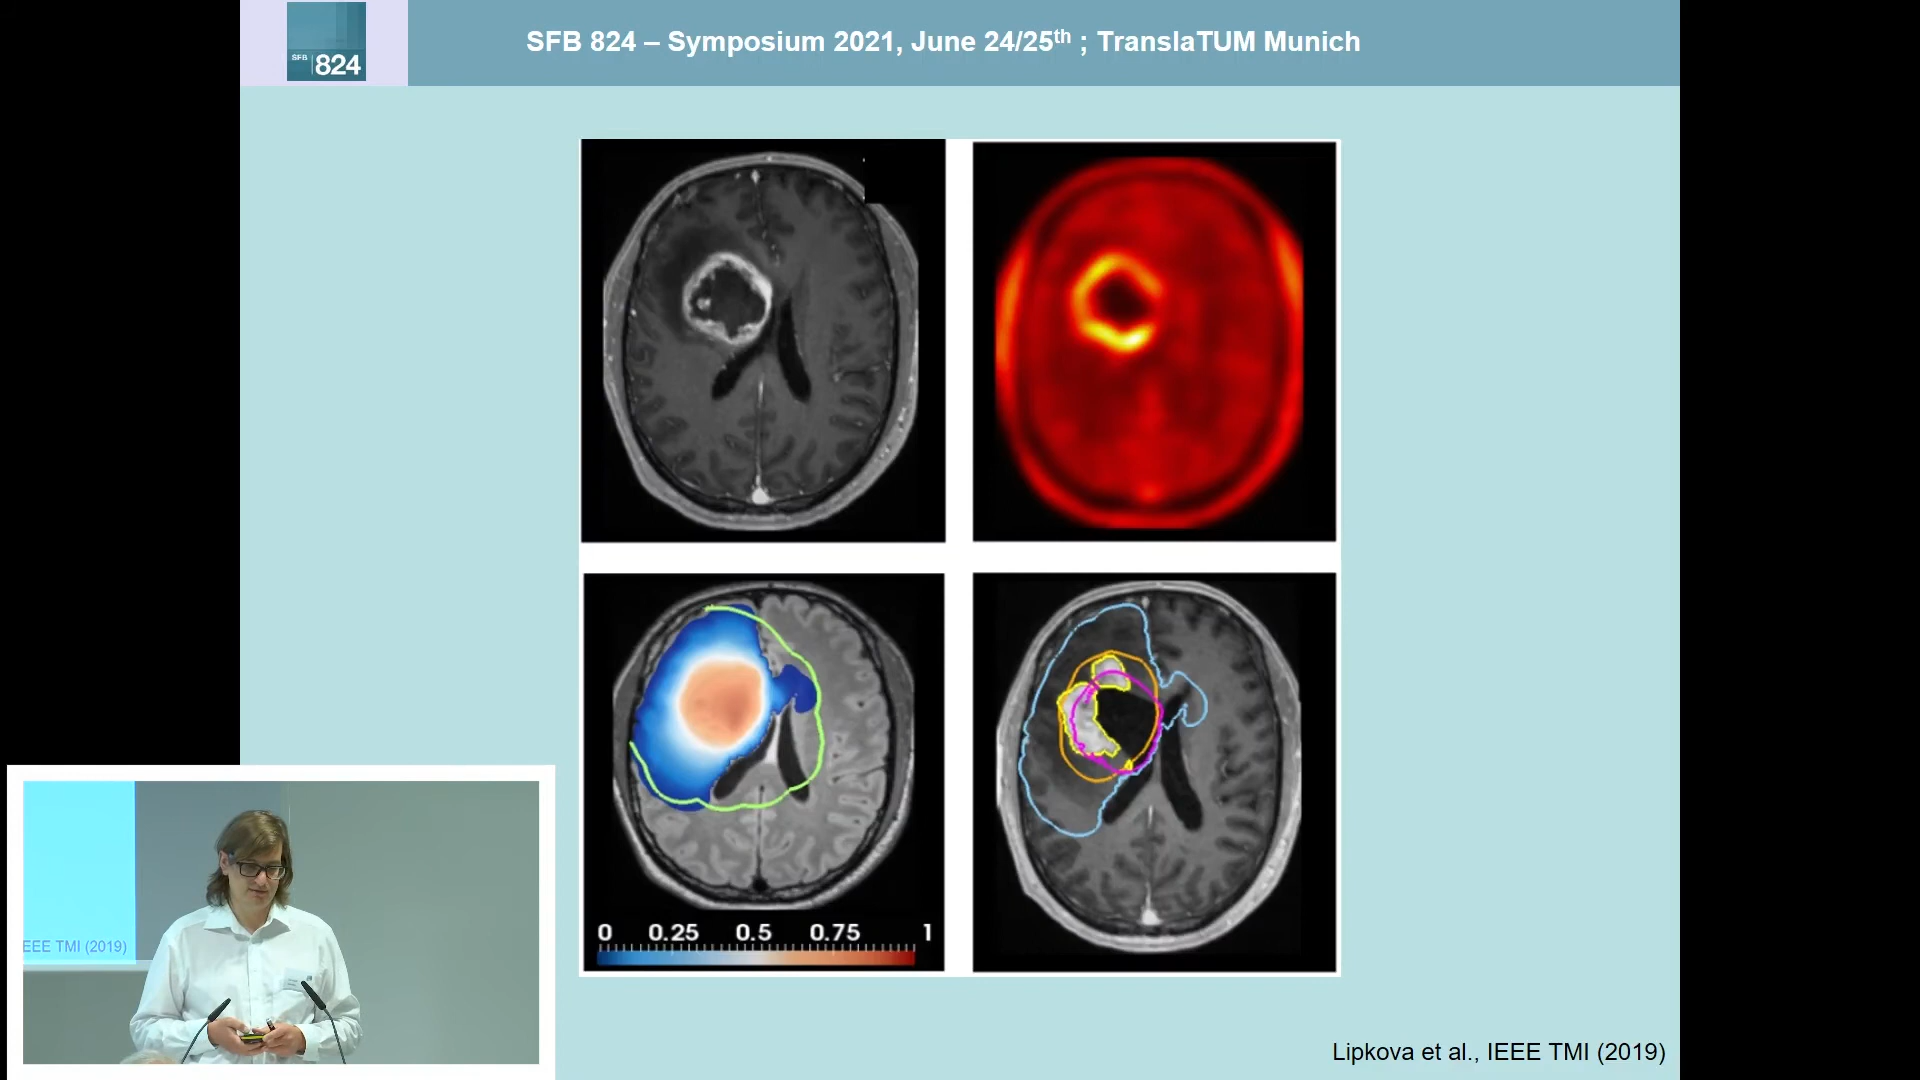 SFB 824
SFB 824 – Symposium 2021, June 24/25th ; TranslaTUM Munich
0 0.25 0.5 0.75 1
EEE TMI (2019)
Lipkova et al., IEEE TMI (2019)